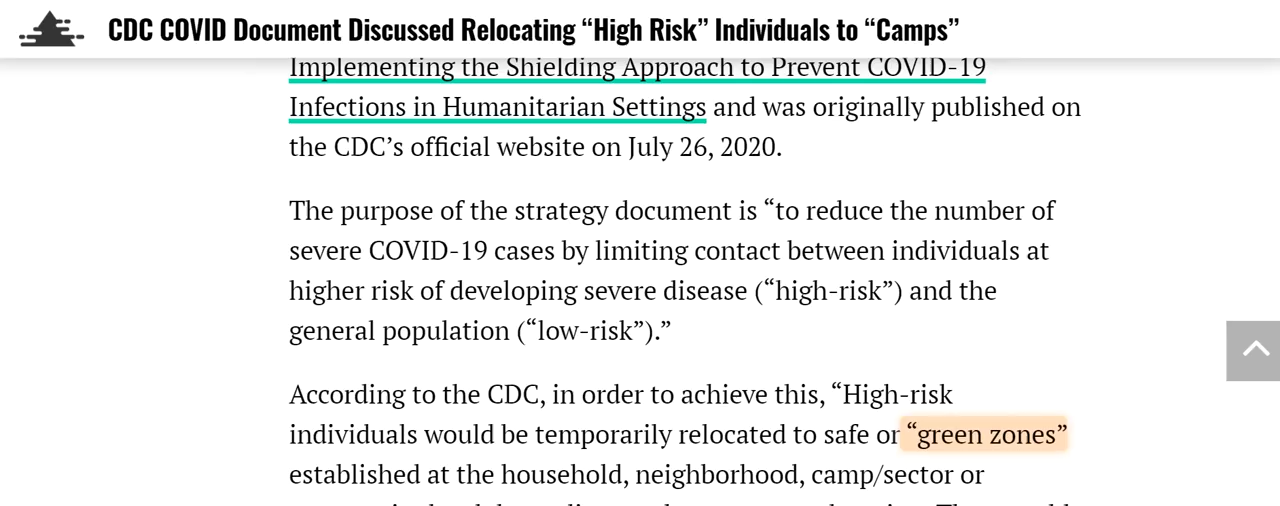 CDC COVID Document Discussed Relocating “High Risk” Individuals to “Camps”
Implementing the Shielding Approach to Prevent COVID-19
Infections in Humanitarian Settings and was originally published on
the CDC’s official website on July 26, 2020.
The purpose of the strategy document is “to reduce the number of
severe COVID-19 cases by limiting contact between individuals at
higher risk of developing severe disease (“high-risk”) and the
general population (“low-risk”).”
According to the CDC, in order to achieve this, “High-risk
individuals would be temporarily relocated to safe or “green zones”
established at the household, neighborhood, camp/sector or